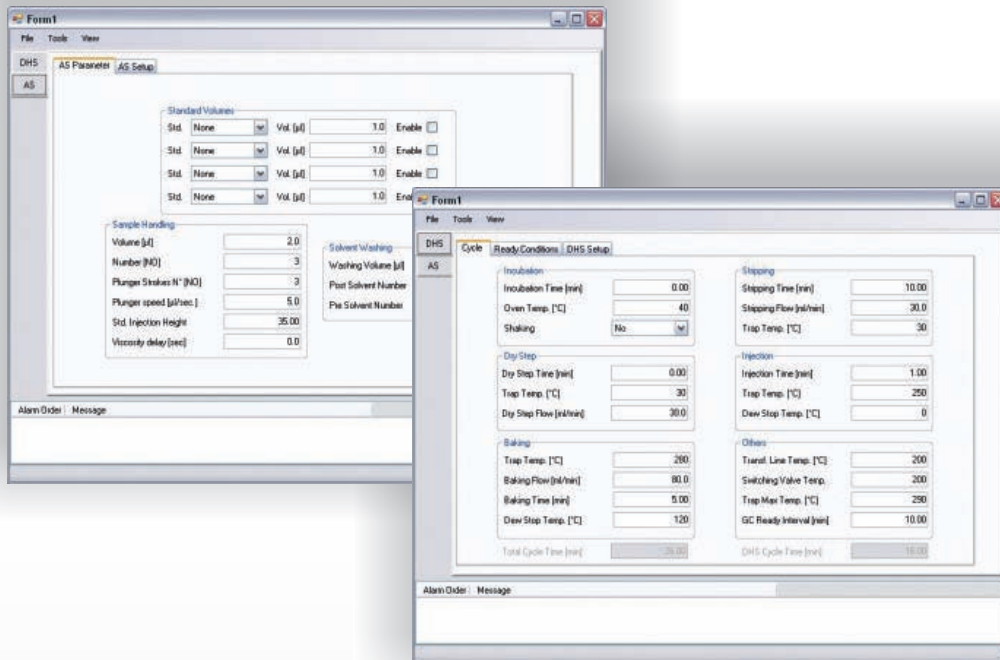 Form1
File Tools View
DHS
AS
AS Parameter AS Setup
Standard Volumes
Std. None Vol. [µl] 1.0 Enable
Std. None Vol. [µl] 1.0 Enable
Std. None Vol. [µl] 1.0 Enable
Std. None Vol. [µl] 1.0
Sample Handling
Volume [µl] 2.0
Number [NO] 3
Plunger Strokes N° [NO] 3
Plunger speed [µl/sec.] 5.0
Std. Injection Height 35.00
Viscosity delay [sec] 0.0
Solvent Washing
Washing Volume [µl]
Post Solvent Number
Pre Solvent Number
Alarm Order Message
Form1
File Tools View
DHS
AS
Cycle Ready Conditions DHS Setup
Incubation
Incubation Time [min] 0.00
Oven Temp. [°C] 40
Shaking No
Stripping
Stripping Time [min] 10.00
Stripping Flow [ml/min] 30.0
Trap Temp. [°C] 30
Dry Step
Dry Step Time [min] 0.00
Trap Temp. [°C] 30
Dry Step Flow [ml/min] 30.0
Injection
Injection Time [min] 1.00
Trap Temp. [°C] 250
Dew Stop Temp. [°C] 0
Baking
Trap Temp. [°C] 280
Baking Flow [ml/min] 80.0
Baking Time [min] 5.00
Dew Stop Temp. [°C] 120
Others
Transf. Line Temp. [°C] 200
Switching Valve Temp. 200
Trap Max Temp. [°C] 290
GC Ready Interval [min] 10.00
Total Cycle Time [min]
DHS Cycle Time [min]
Alarm Order Message